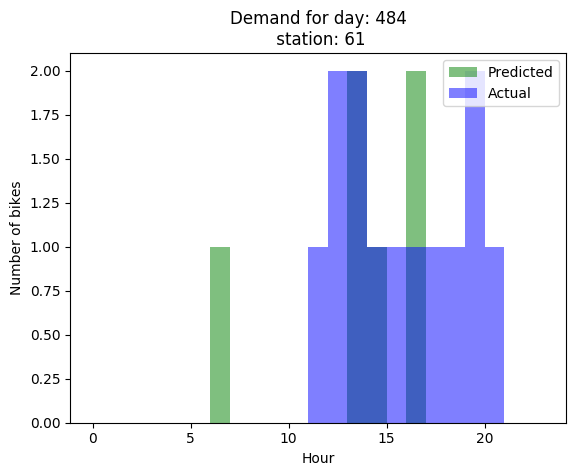 Demand for day: 484
station: 61
Predicted
Actual
2.00
1.75
1.50
1.25
1.00
0.75
0.50
0.25
0.00
Number of bikes
0 5 10 15 20
Hour